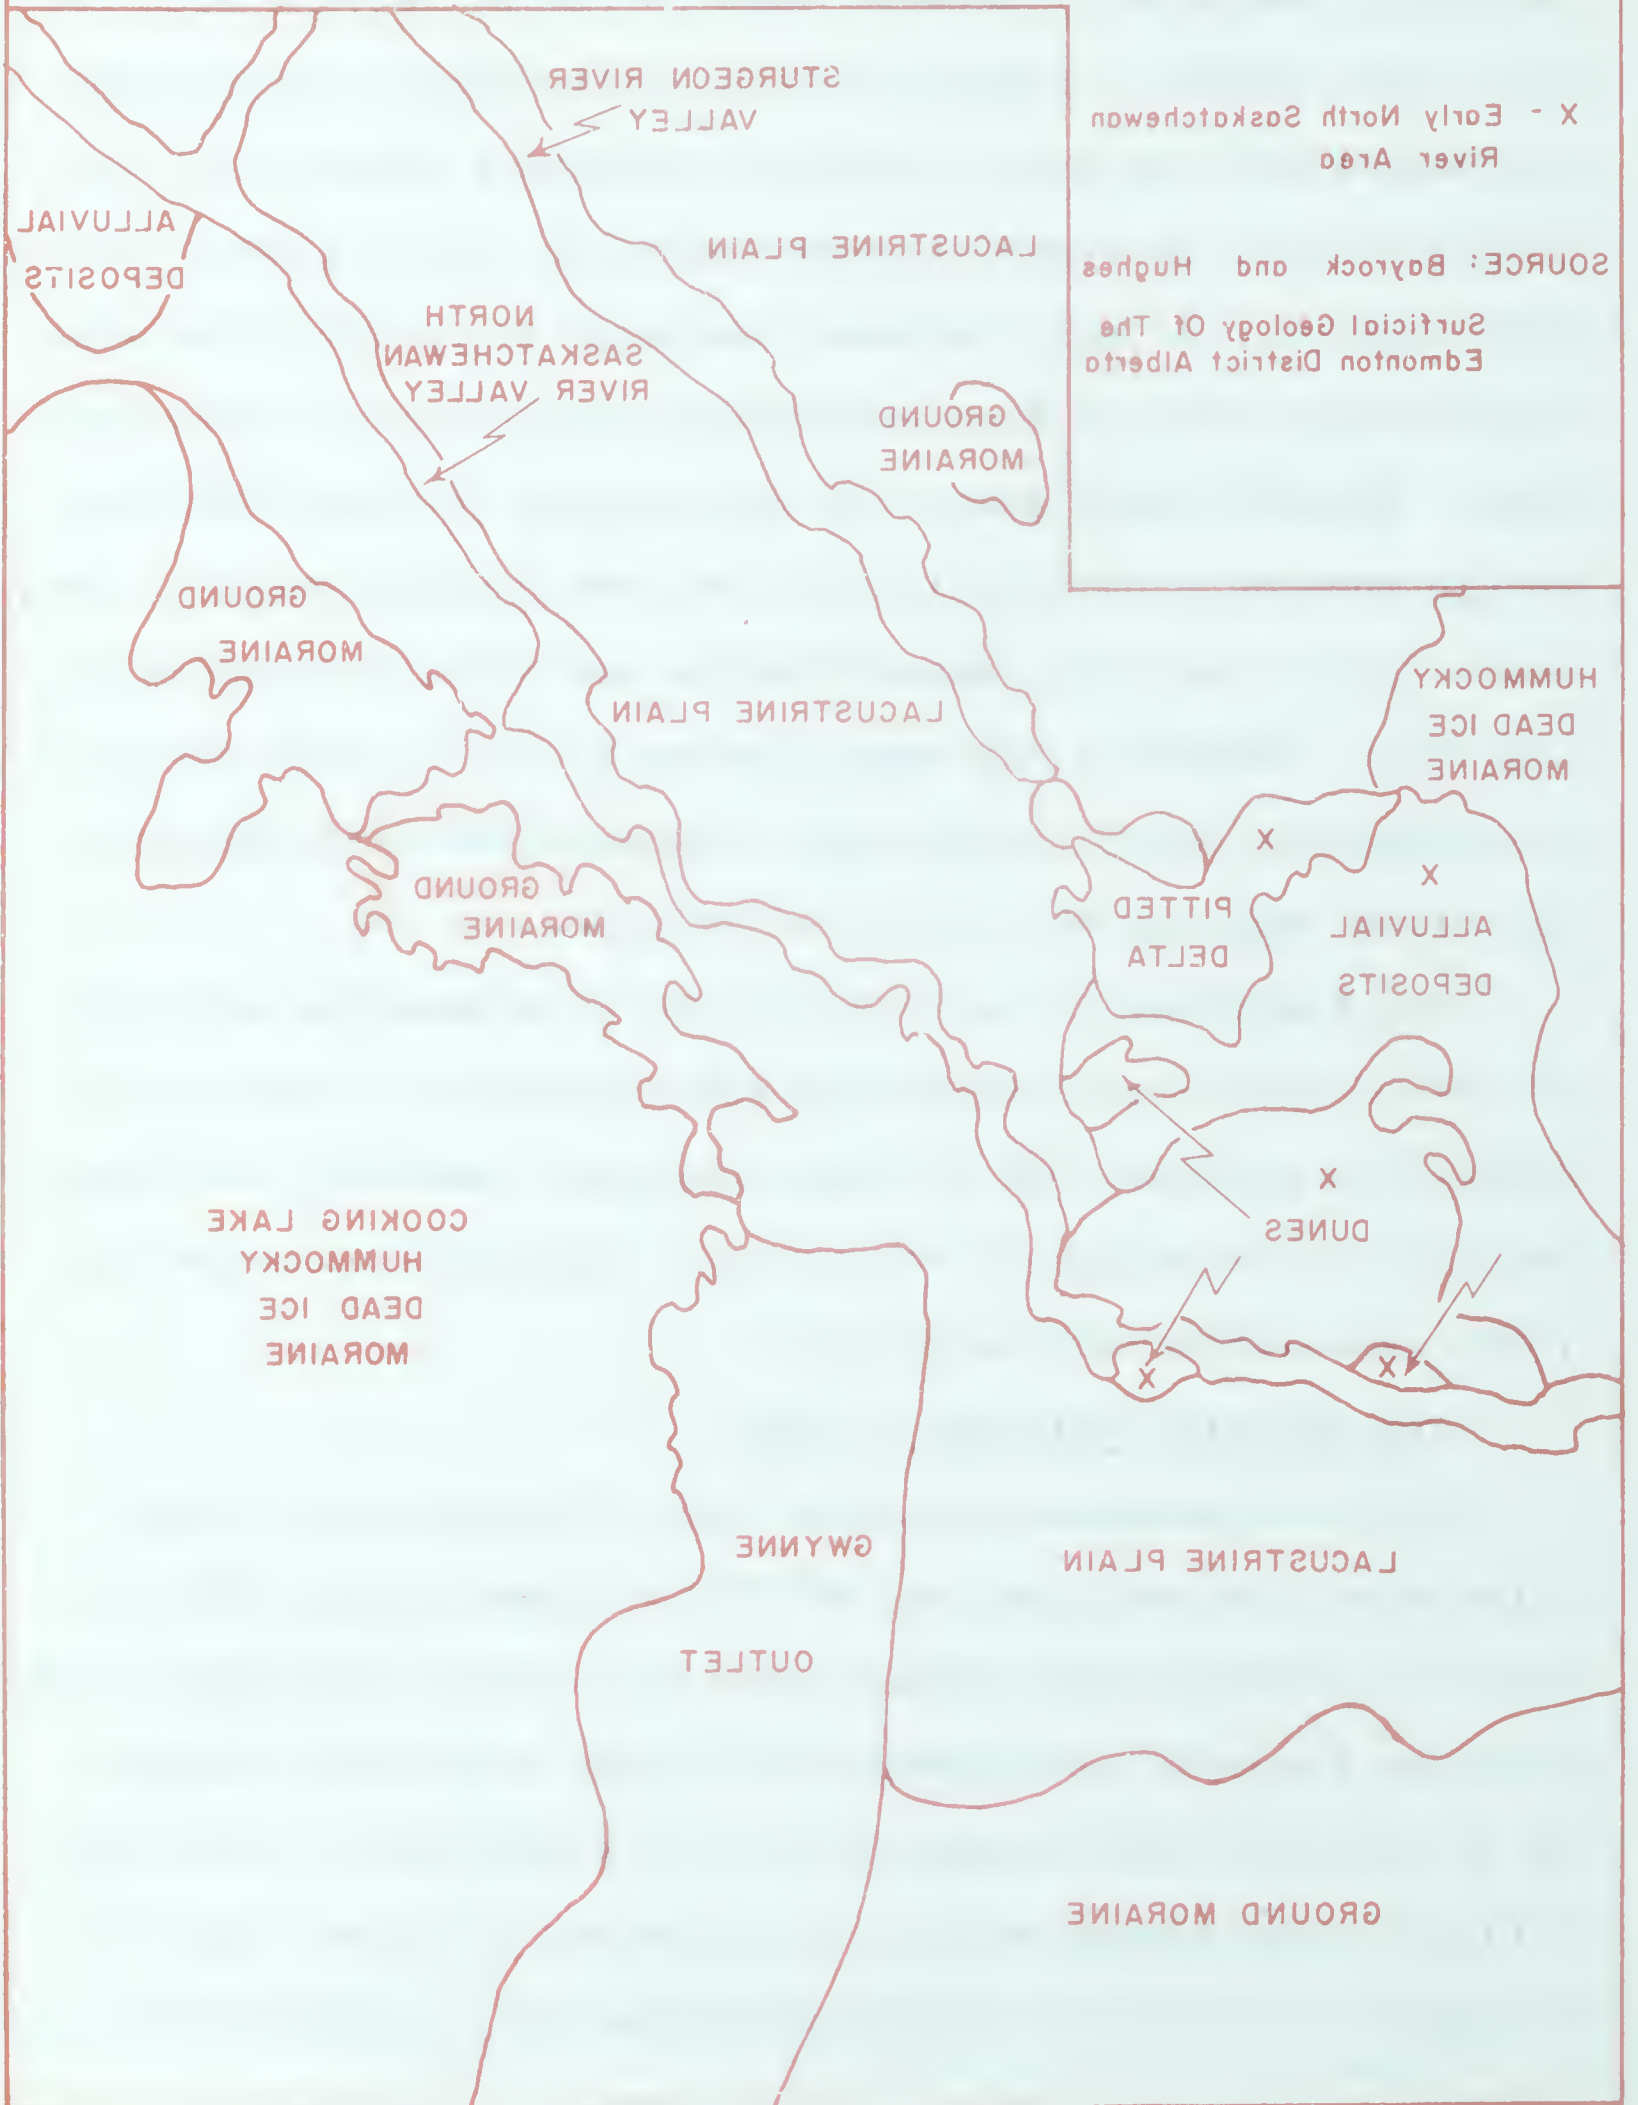 X - Early North Saskatchewan
River Area
SOURCE: Bayrock and Hughes
Surficial Geology Of The
Edmonton District Alberta
STURGEON RIVER
VALLEY
ALLUVIAL
DEPOSITS
LACUSTRINE PLAIN
NORTH
SASKATCHEWAN
RIVER VALLEY
GROUND
MORAINE
GROUND
MORAINE
HUMMOCKY
DEAD ICE
MORAINE
LACUSTRINE PLAIN
X
X
PITTED
DELTA
ALLUVIAL
DEPOSITS
GROUND
MORAINE
X
DUNES
COOKING LAKE
HUMMOCKY
DEAD ICE
MORAINE
X
X
GWYNNE
OUTLET
LACUSTRINE PLAIN
GROUND MORAINE